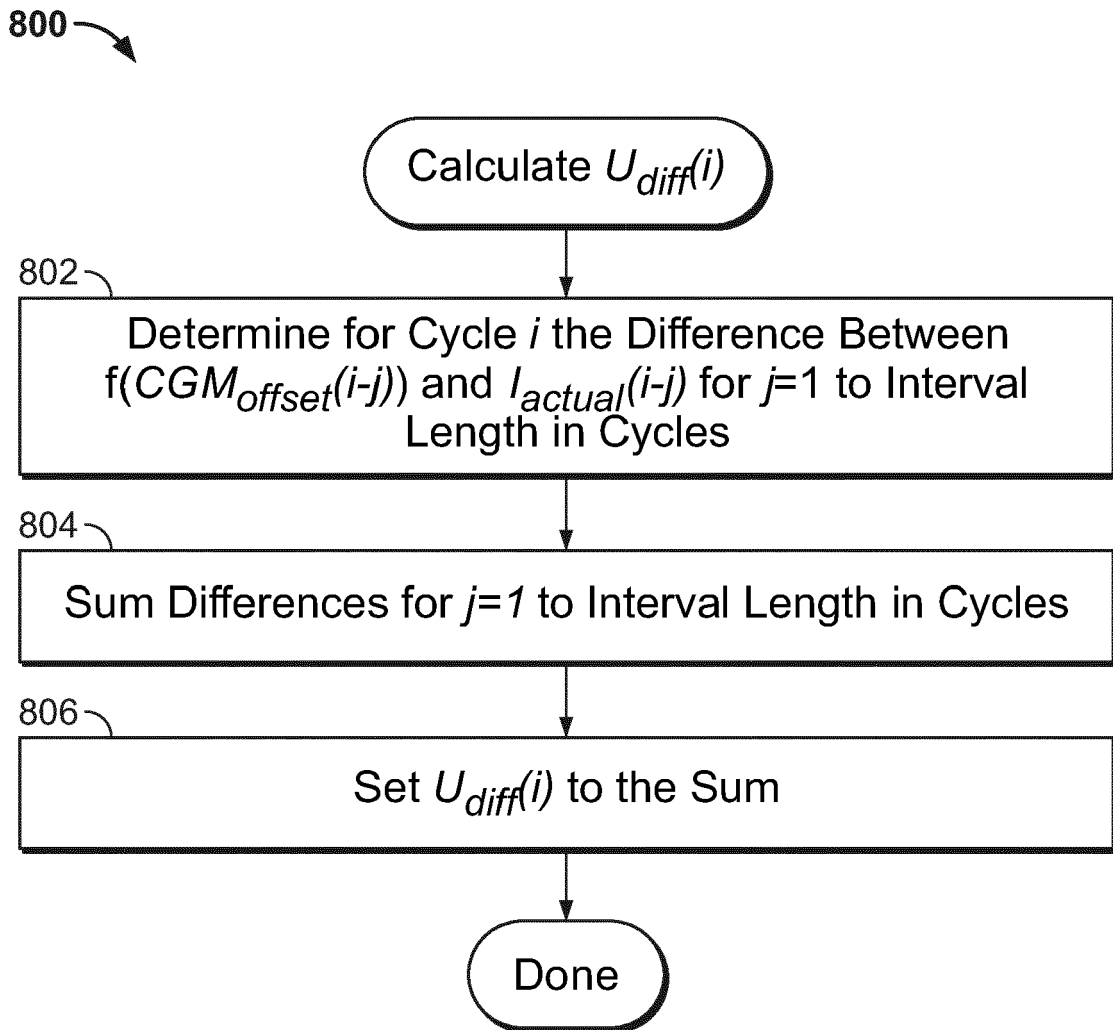 800
Calculate U_diff(i)
802
Determine for Cycle i the Difference Between
f(CGM_offset(i-j)) and I_actual(i-j) for j=1 to Interval
Length in Cycles
804
Sum Differences for j=1 to Interval Length in Cycles
806
Set U_diff(i) to the Sum
Done